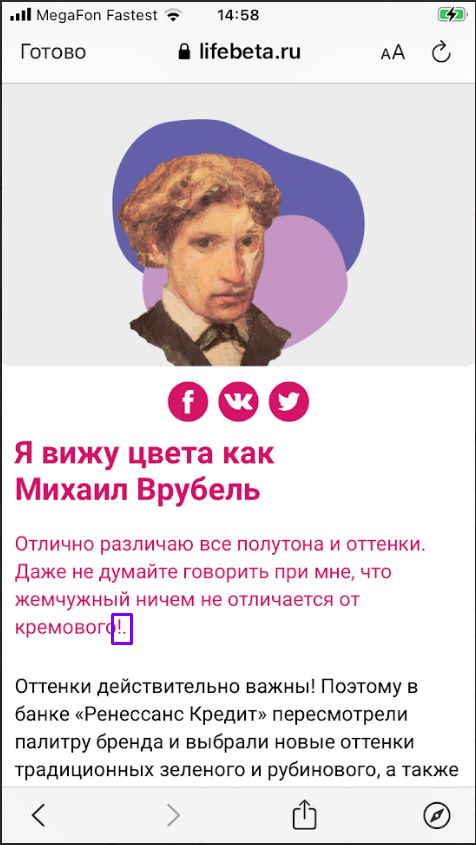 MegaFon Fastest 14:58
Готово lifebeta.ru AA
Я вижу цвета как
Михаил Врубель
Отлично различаю все полутона и оттенки.
Даже не думайте говорить при мне, что
жемчужный ничем не отличается от
кремового!.
Оттенки действительно важны! Поэтому в
банке «Ренессанс Кредит» пересмотрели
палитру бренда и выбрали новые оттенки
традиционных зеленого и рубинового, а также